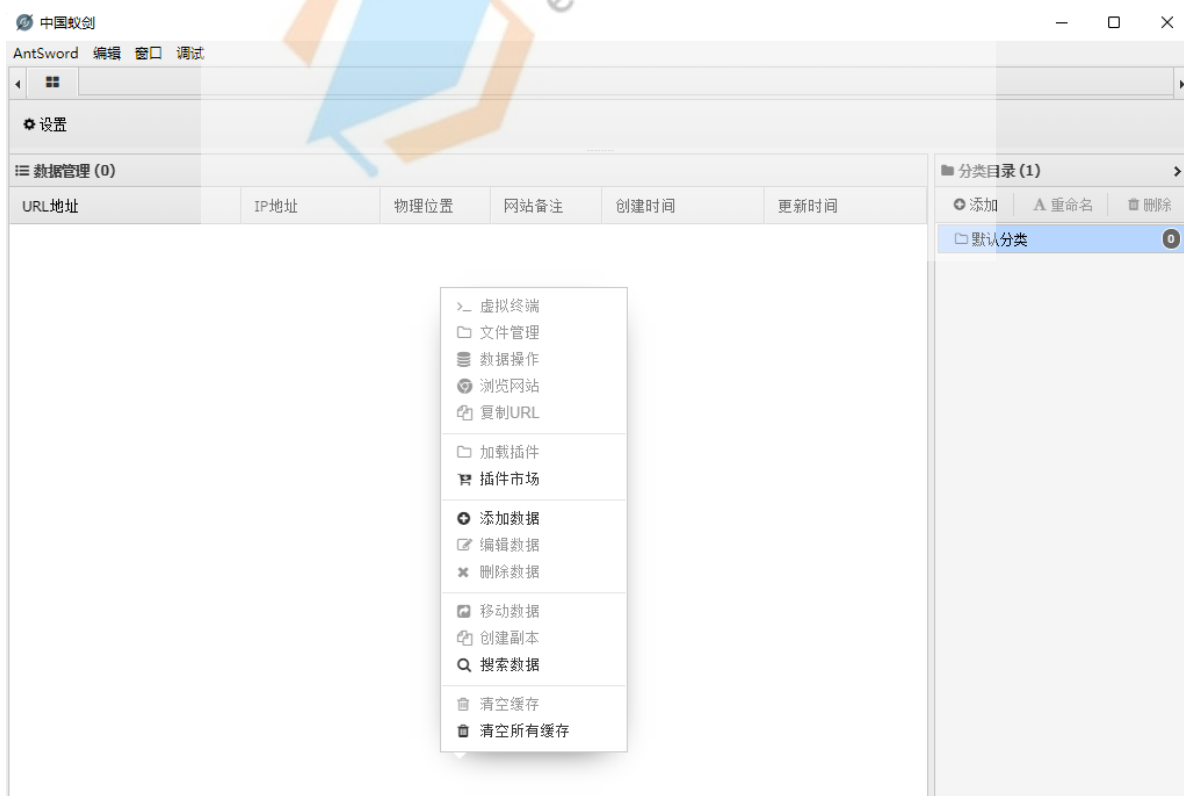 中国蚁剑
AntSword 编辑 窗口 调试
设置
数据管理 (0)
分类目录 (1)
URL地址 IP地址 物理位置 网站备注 创建时间 更新时间
添加 A 重命名 删除
默认分类 0
>_ 虚拟终端
文件管理
数据操作
浏览网站
复制URL
加载插件
插件市场
添加数据
编辑数据
删除数据
移动数据
创建副本
搜索数据
清空缓存
清空所有缓存